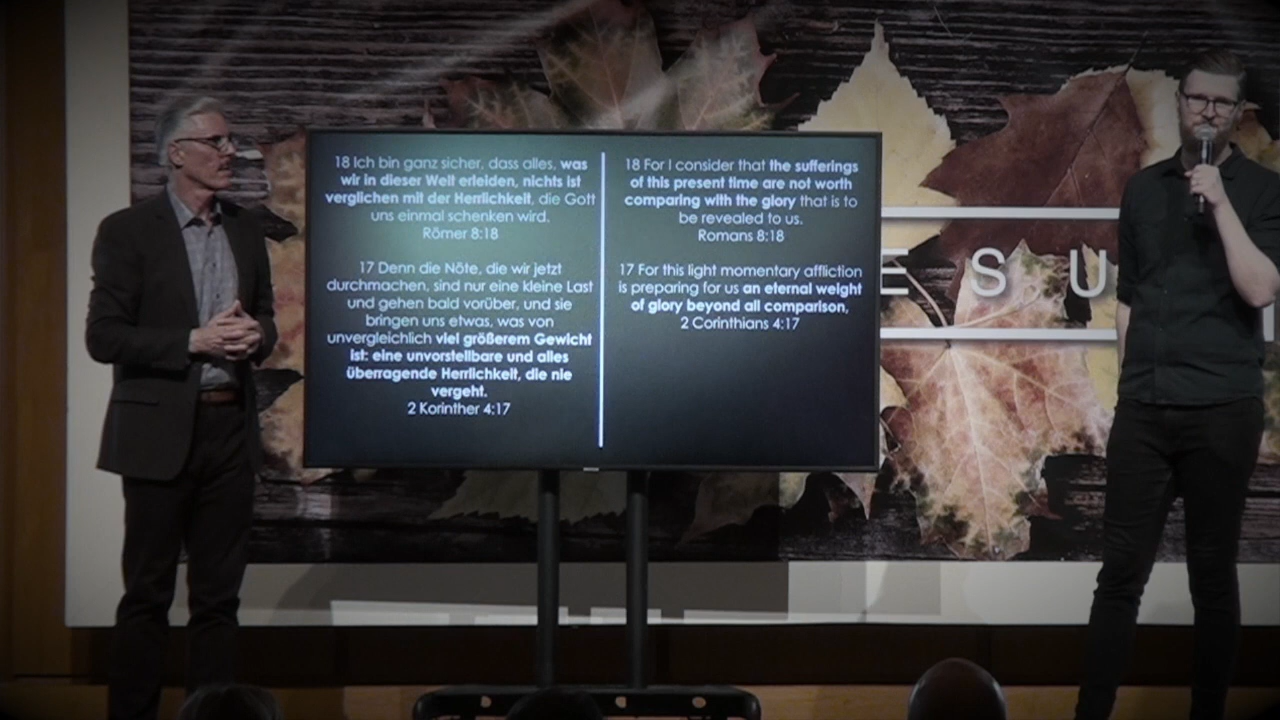 18 Ich bin ganz sicher, dass alles, was
wir in dieser Welt erleiden, nichts ist
verglichen mit der Herrlichkeit, die Gott
uns einmal schenken wird.
Römer 8:18
17 Denn die Nöte, die wir jetzt
durchmachen, sind nur eine kleine Last
und gehen bald vorüber, und sie
bringen uns etwas, was von
unvergleichlich viel größerem Gewicht
ist: eine unvorstellbare und alles
überragende Herrlichkeit, die nie
vergeht.
2 Korinther 4:17
18 For I consider that the sufferings
of this present time are not worth
comparing with the glory that is to
be revealed to us.
Romans 8:18
17 For this light momentary affliction
is preparing for us an eternal weight
of glory beyond all comparison,
2 Corinthians 4:17
E S U